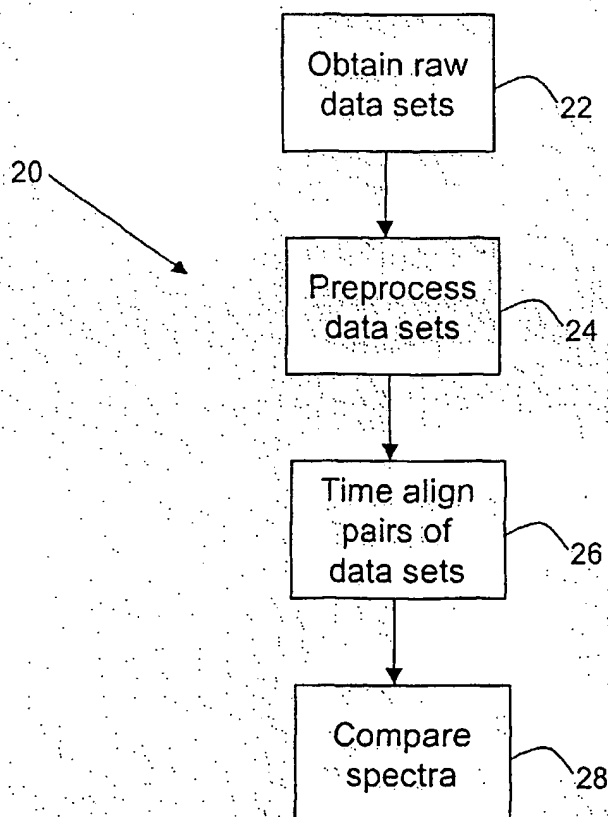 Obtain raw
data sets
22
20
Preprocess
data sets
24
Time align
pairs of
data sets
26
Compare
spectra
28